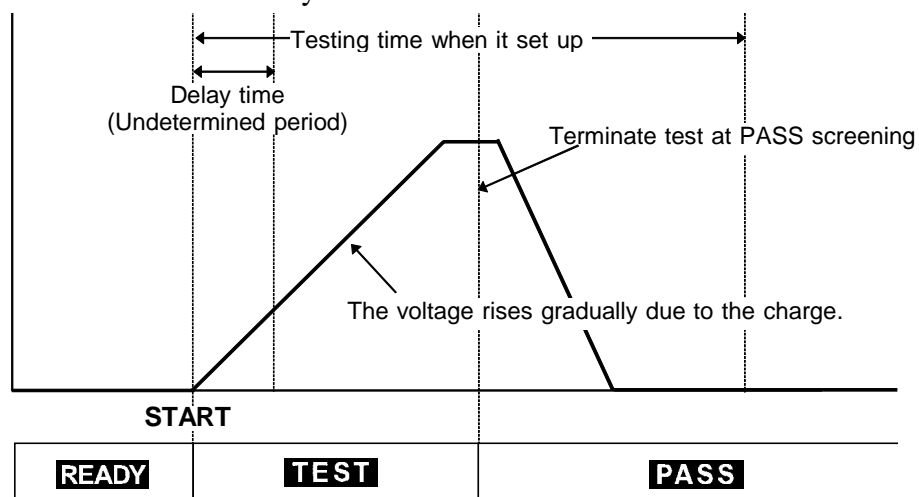 Testing time when it set up
Delay time
(Undetermined period)
Terminate test at PASS screening
The voltage rises gradually due to the charge.
START
READY TEST PASS